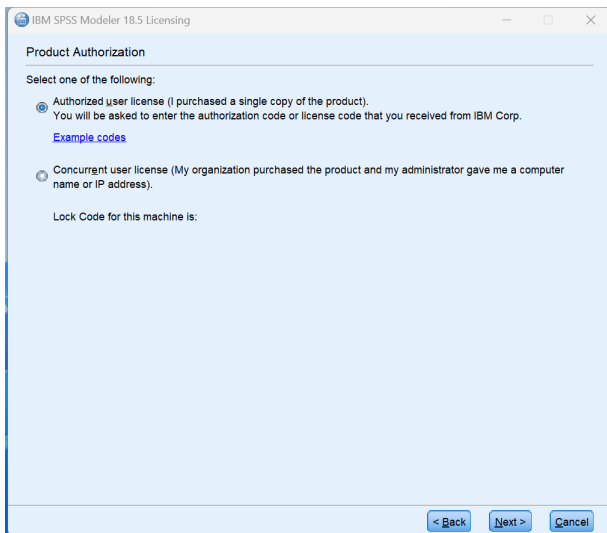 IBM SPSS Modeler 18.5 Licensing
Product Authorization
Select one of the following:
Authorized user license (I purchased a single copy of the product).
You will be asked to enter the authorization code or license code that you received from IBM Corp.
Example codes
Concurrent user license (My organization purchased the product and my administrator gave me a computer
name or IP address).
Lock Code for this machine is:
< Back Next > Cancel